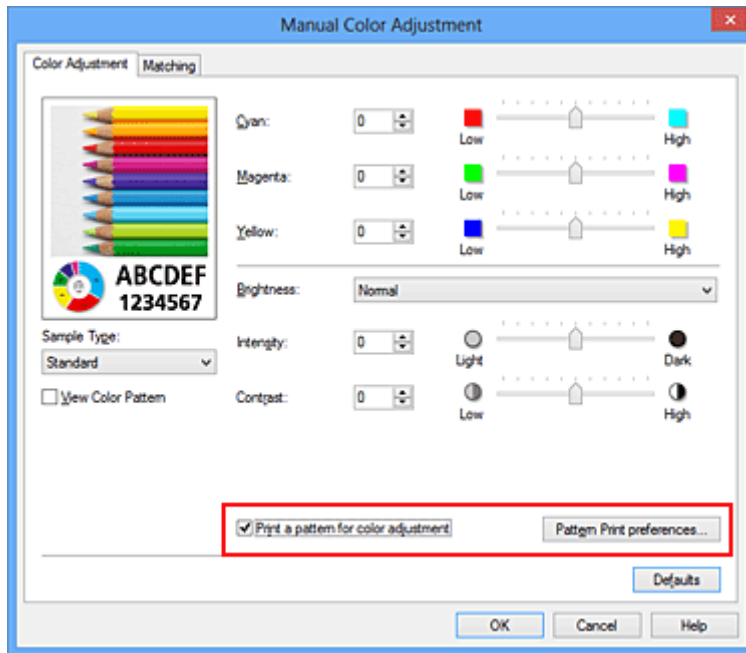 Manual Color Adjustment
Color Adjustment Matching
Cyan: 0 Low High
Magenta: 0 Low High
Yellow: 0 Low High
ABCDEF
1234567
Brightness: Normal
Sample Type:
Standard
Intensity: 0 Light Dark
View Color Pattern
Contrast: 0 Low High
Print a pattern for color adjustment Pattern Print preferences...
Defaults
OK Cancel Help